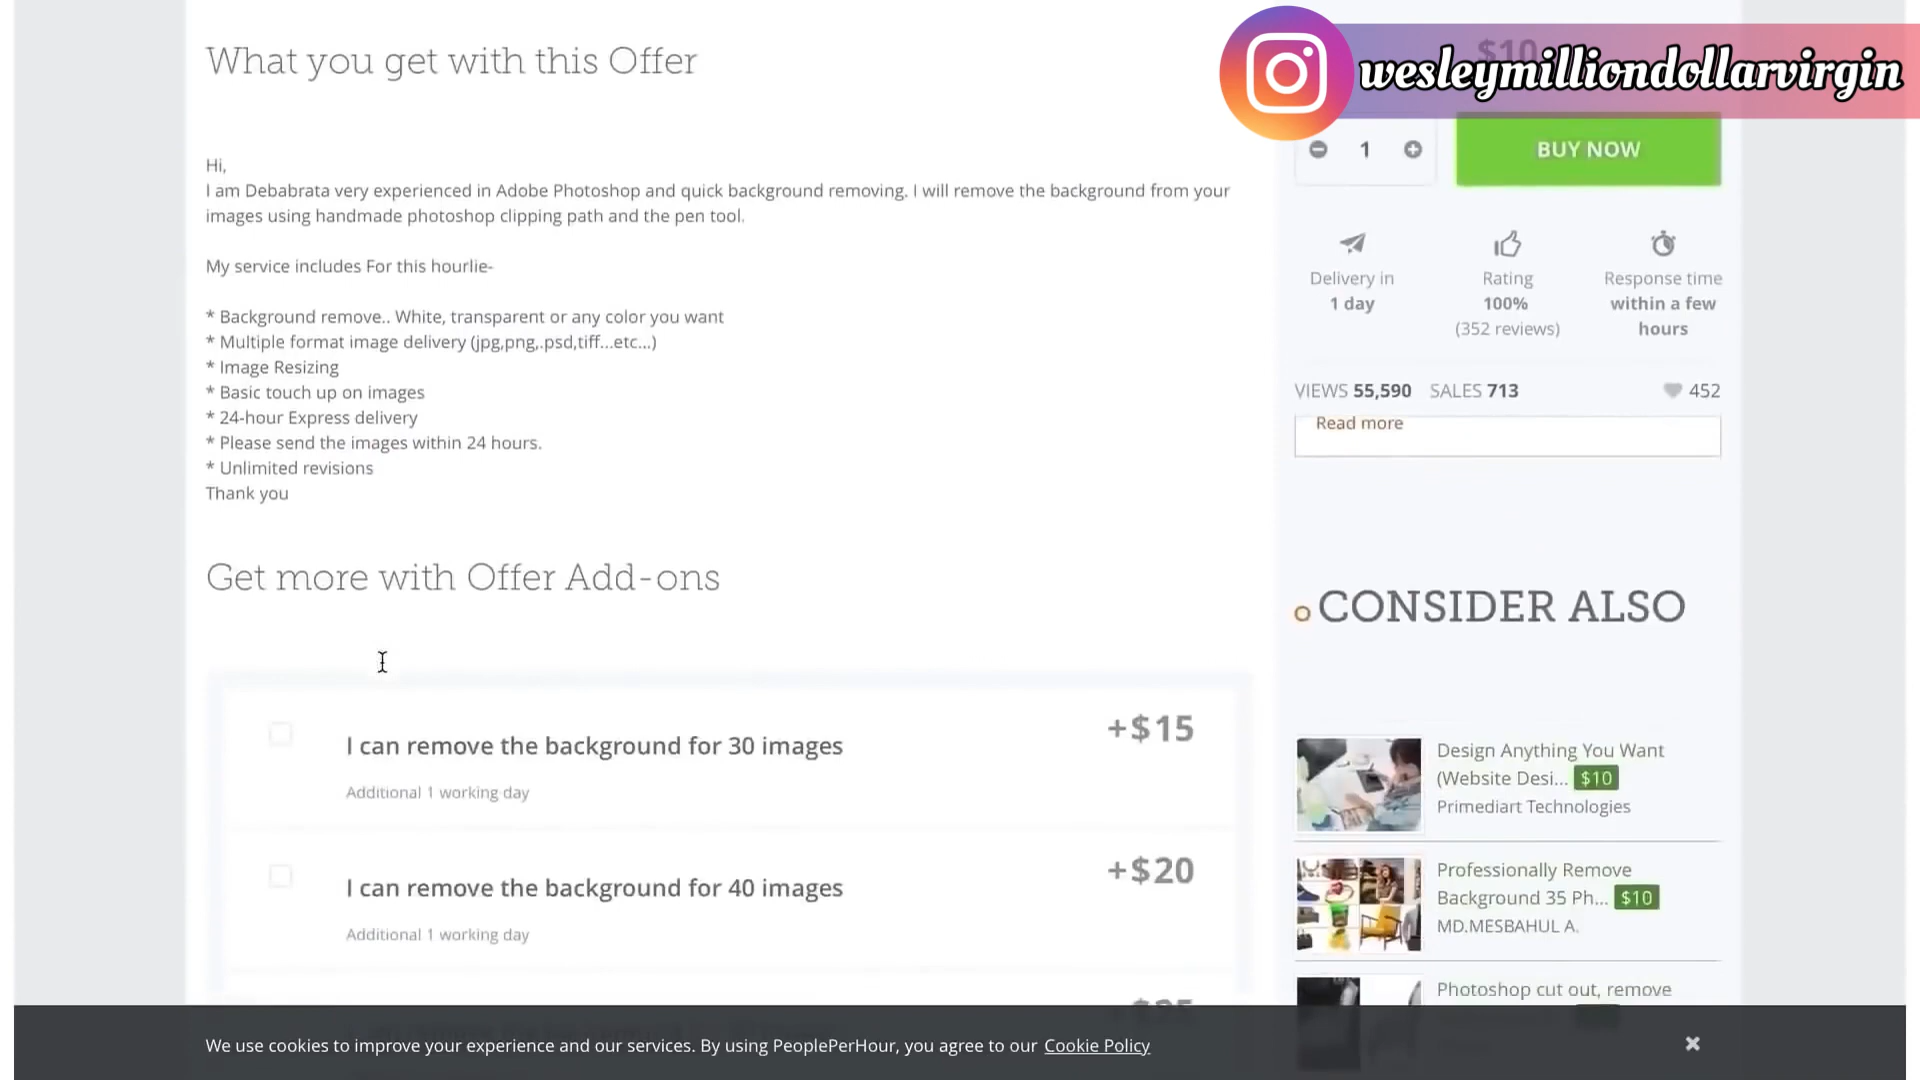 What you get with this Offer
Hi,
I am Debabrata very experienced in Adobe Photoshop and quick background removing. I will remove the background from your
images using handmade photoshop clipping path and the pen tool.
My service includes For this hourlie-
* Background remove.. White, transparent or any color you want
* Multiple format image delivery (jpg,png,.psd,tiff...etc...)
* Image Resizing
* Basic touch up on images
* 24-hour Express delivery
* Please send the images within 24 hours.
* Unlimited revisions
Thank you
Get more with Offer Add-ons
I can remove the background for 30 images
+$15
Additional 1 working day
I can remove the background for 40 images
+$20
Additional 1 working day
+$25
$10
wesleymilliondollarvirgin
1
BUY NOW
Delivery in
1 day
Rating
100%
(352 reviews)
Response time
within a few
hours
VIEWS 55,590 SALES 713
452
Read more
CONSIDER ALSO
Design Anything You Want
(Website Desi... $10
Primediart Technologies
Professionally Remove
Background 35 Ph... $10
MD.MESBAHUL A.
Photoshop cut out, remove
We use cookies to improve your experience and our services. By using PeoplePerHour, you agree to our Cookie Policy